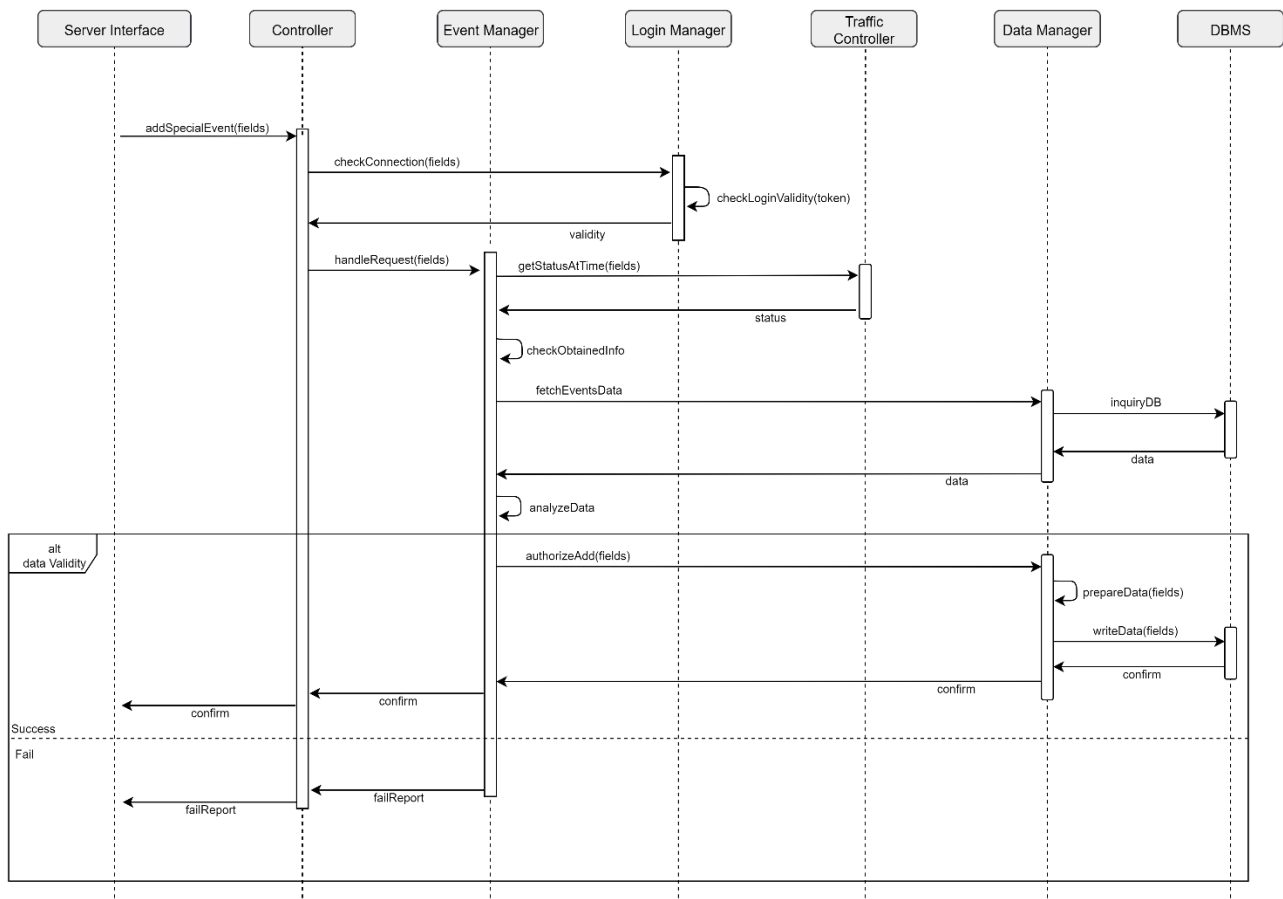 Server Interface
Controller
Event Manager
Login Manager
Traffic
Controller
Data Manager
DBMS
addSpecialEvent(fields)
checkConnection(fields)
checkLoginValidity(token)
validity
handleRequest(fields)
getStatusAtTime(fields)
status
checkObtainedInfo
fetchEventsData
inquiryDB
data
data
analyzeData
alt
data Validity
authorizeAdd(fields)
prepareData(fields)
writeData(fields)
confirm
confirm
confirm
confirm
Success
Fail
failReport
failReport